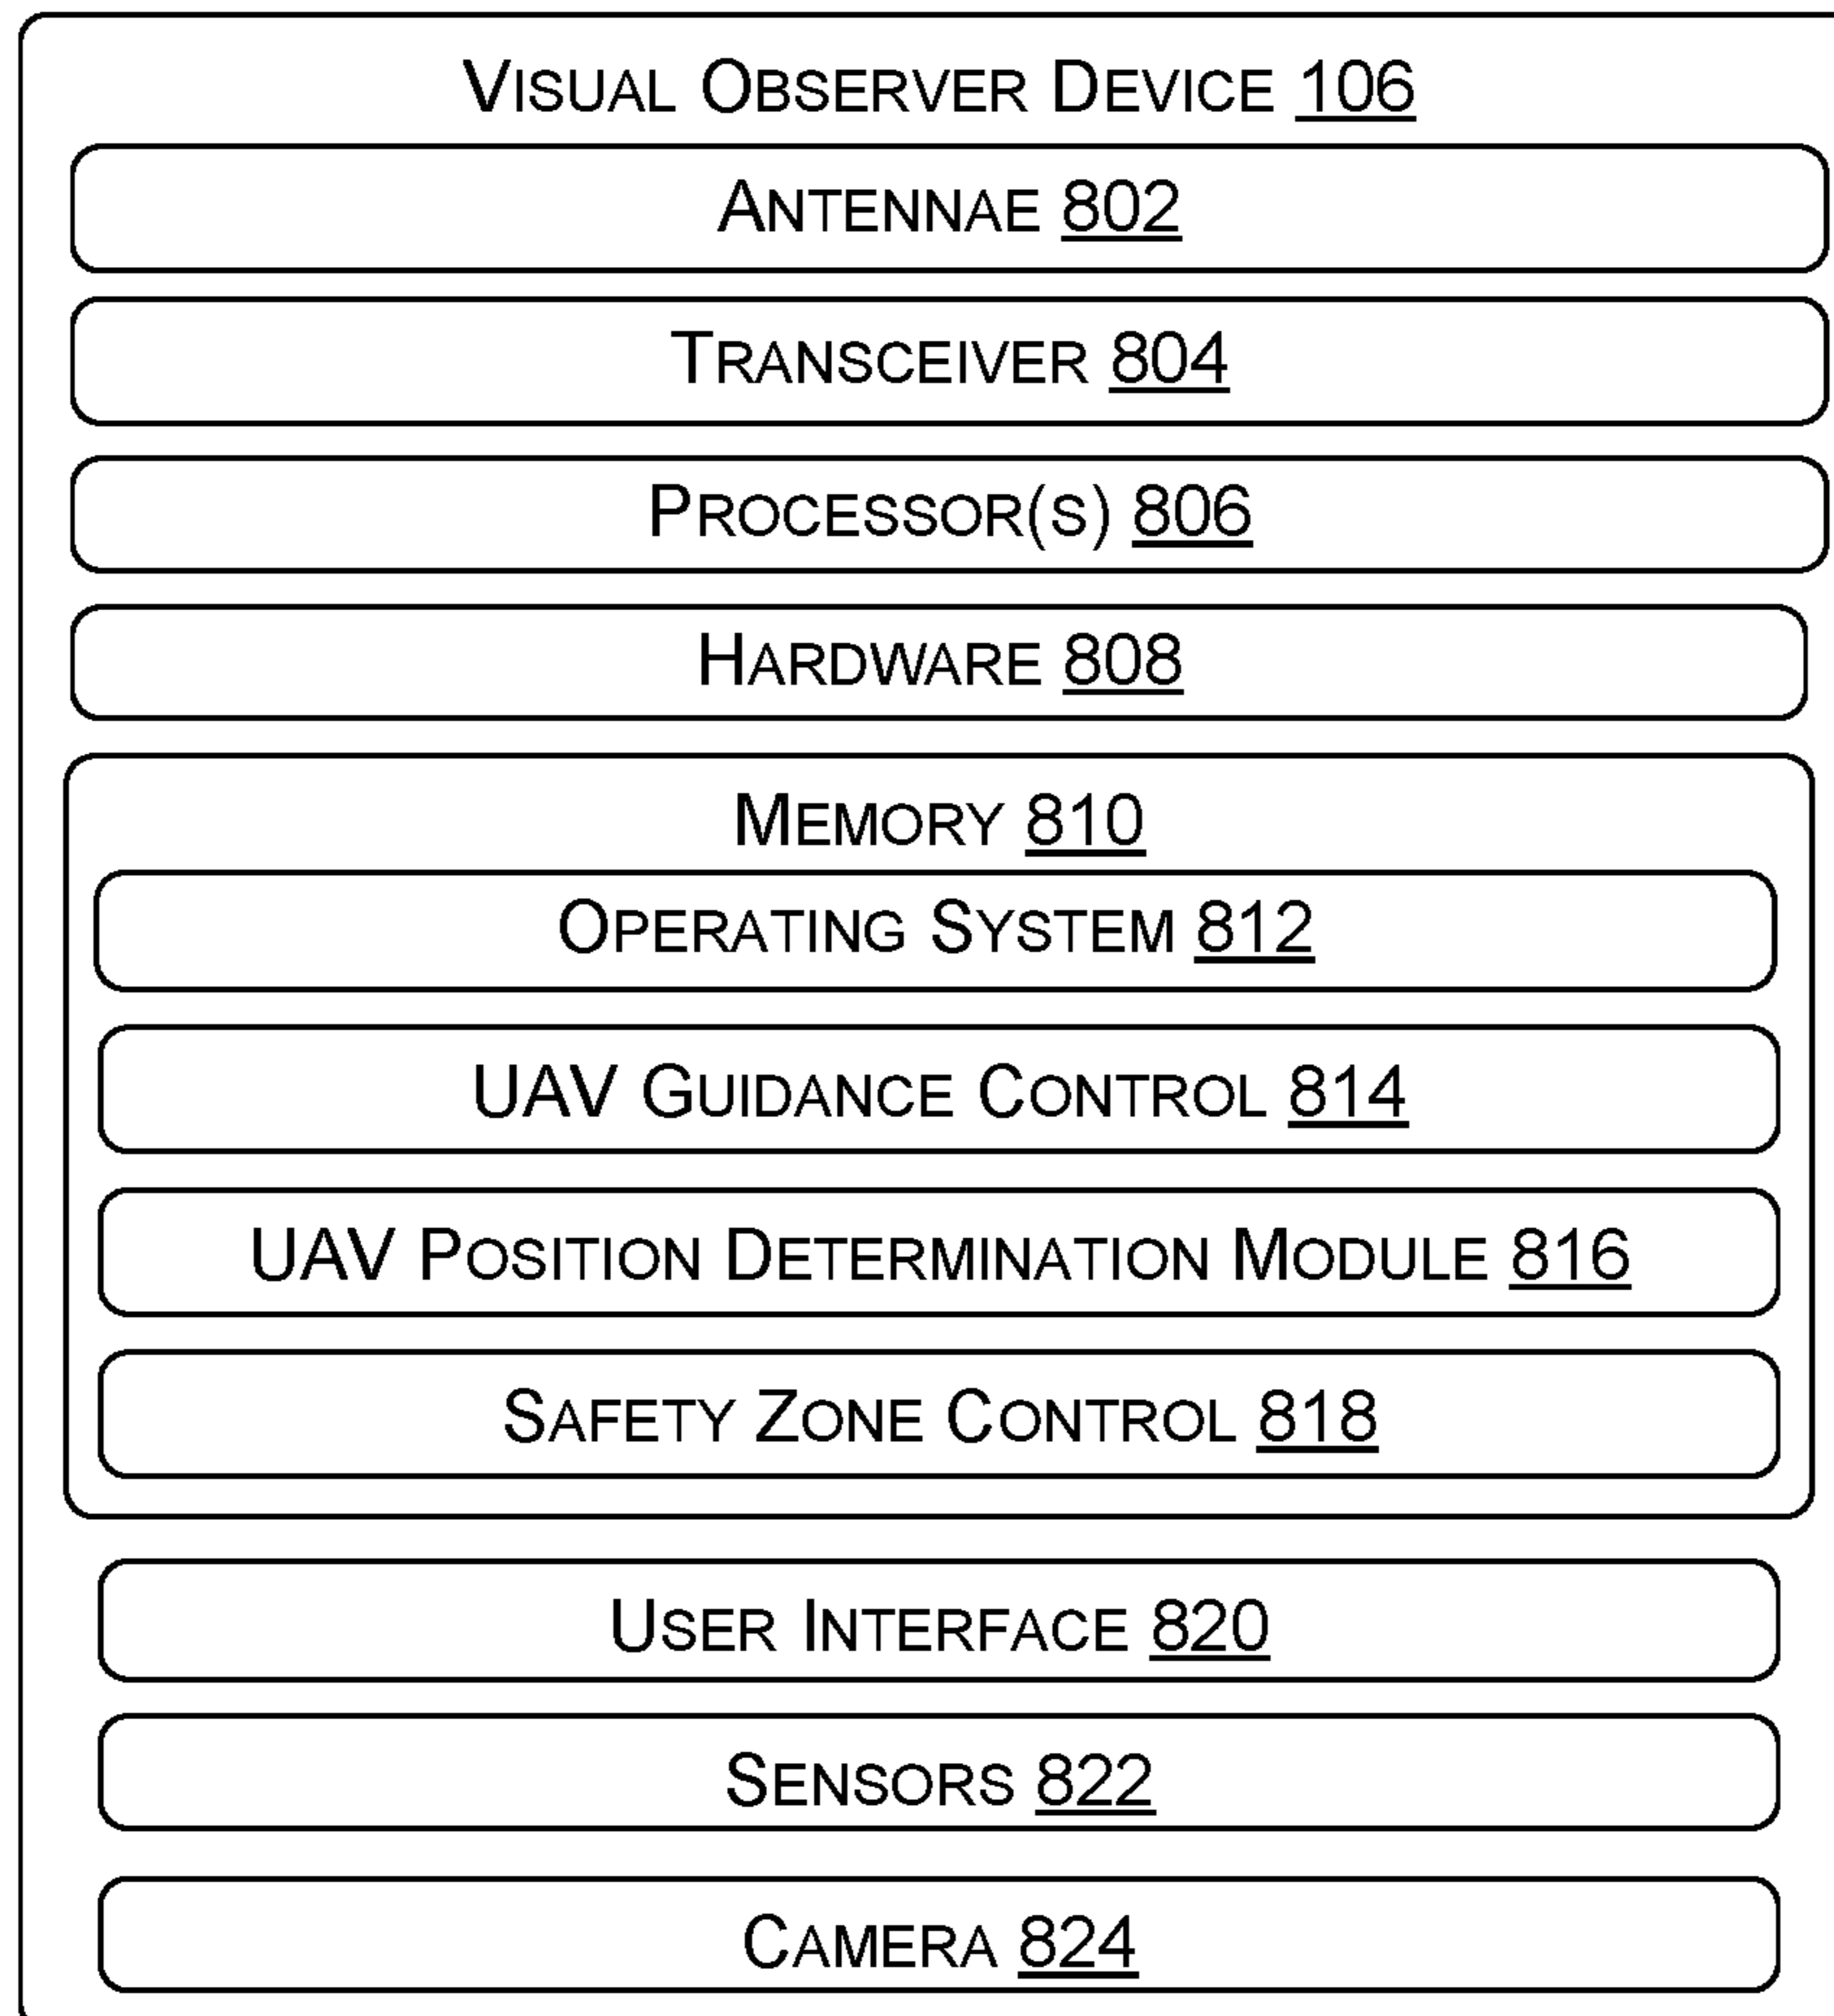 VISUAL OBSERVER DEVICE 106
ANTENNAE 802
TRANSCEIVER 804
PROCESSOR(S) 806
HARDWARE 808
MEMORY 810
OPERATING SYSTEM 812
UAV GUIDANCE CONTROL 814
UAV POSITION DETERMINATION MODULE 816
SAFETY ZONE CONTROL 818
USER INTERFACE 820
SENSORS 822
CAMERA 824